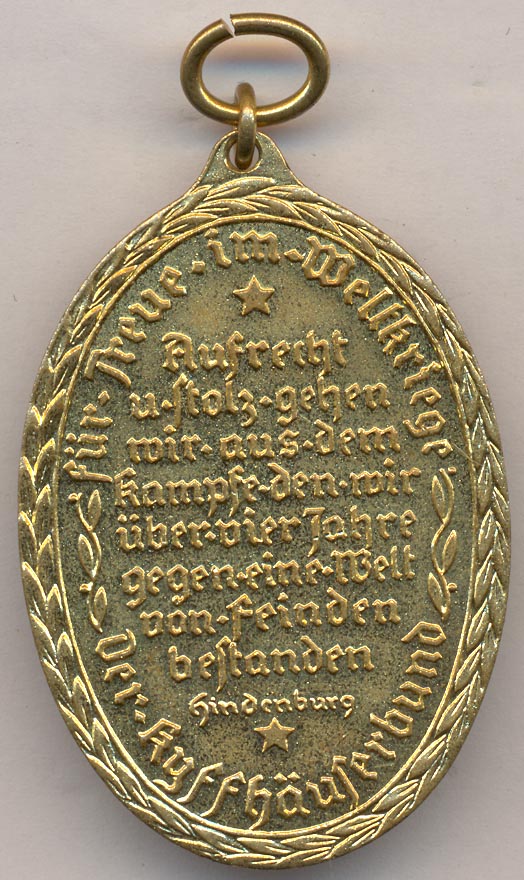 für·Treue·im·Weltkriege
Aufrecht
u·stolz·gehen
wir·aus·dem
Kampfe·den·wir
über·vier Jahre
gegen·eine·Welt
von·Feinden
bestanden
Hindenburg
Der·Kyffhäuserbund